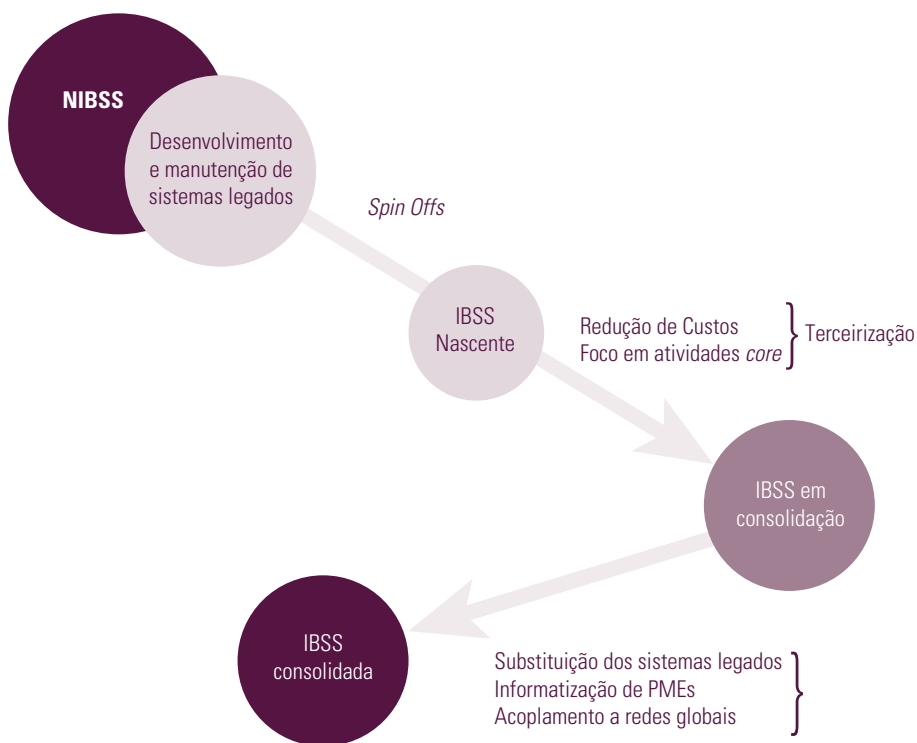 NIBSS
Desenvolvimento
e manutenção de
sistemas legados
Spin Offs
IBSS
Nascente
Redução de Custos
Foco em atividades core
Terceirização
IBSS em
consolidação
IBSS
consolidada
Substituição dos sistemas legados
Informatização de PMEs
Acoplamento a redes globais